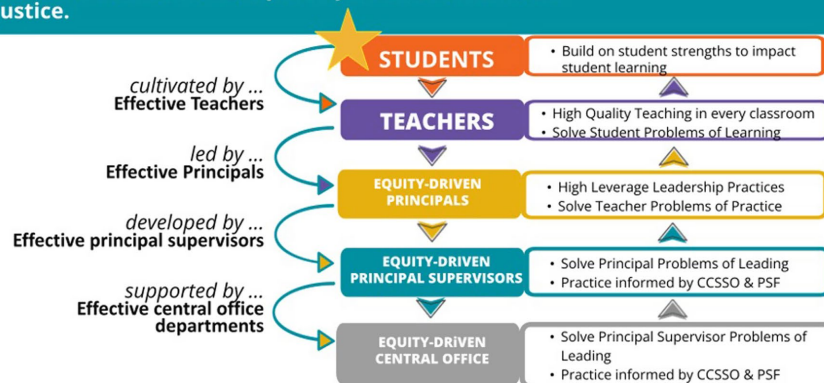 ustice.
STUDENTS
• Build on student strengths to impact
student learning
cultivated by ...
Effective Teachers
TEACHERS
• High Quality Teaching in every classroom
• Solve Student Problems of Learning
led by ...
Effective Principals
EQUITY-DRIVEN
PRINCIPALS
• High Leverage Leadership Practices
• Solve Teacher Problems of Practice
developed by ...
Effective principal supervisors
EQUITY-DRIVEN
PRINCIPAL SUPERVISORS
• Solve Principal Problems of Leading
• Practice informed by CCSSO & PSF
supported by ...
Effective central office
departments
EQUITY-DRiVEN
CENTRAL OFFICE
• Solve Principal Supervisor Problems of
Leading
• Practice informed by CCSSO & PSF